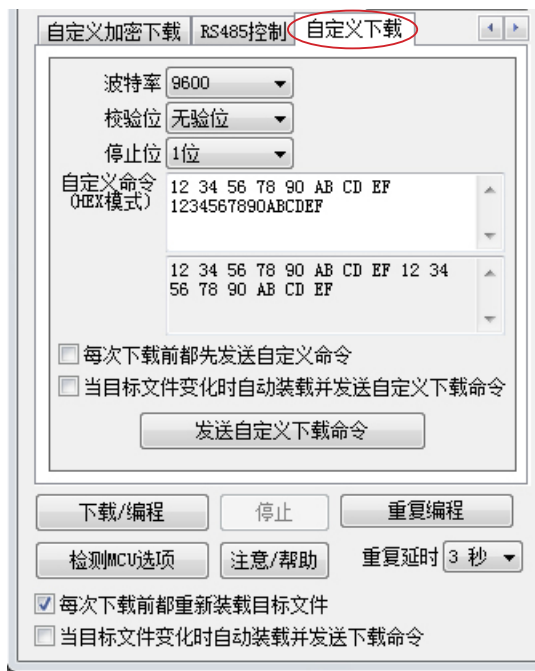 自定义加密下载 RS485控制 自定义下载
波特率 9600
校验位 无验位
停止位 1位
自定义命令
(HEX模式)
12 34 56 78 90 AB CD EF
1234567890ABCDEF
12 34 56 78 90 AB CD EF 12 34
56 78 90 AB CD EF
每次下载前都先发送自定义命令
当目标文件变化时自动装载并发送自定义下载命令
发送自定义下载命令
下载/编程 停止 重复编程
检测MCU选项 注意/帮助 重复延时 3 秒
每次下载前都重新装载目标文件
当目标文件变化时自动装载并发送下载命令